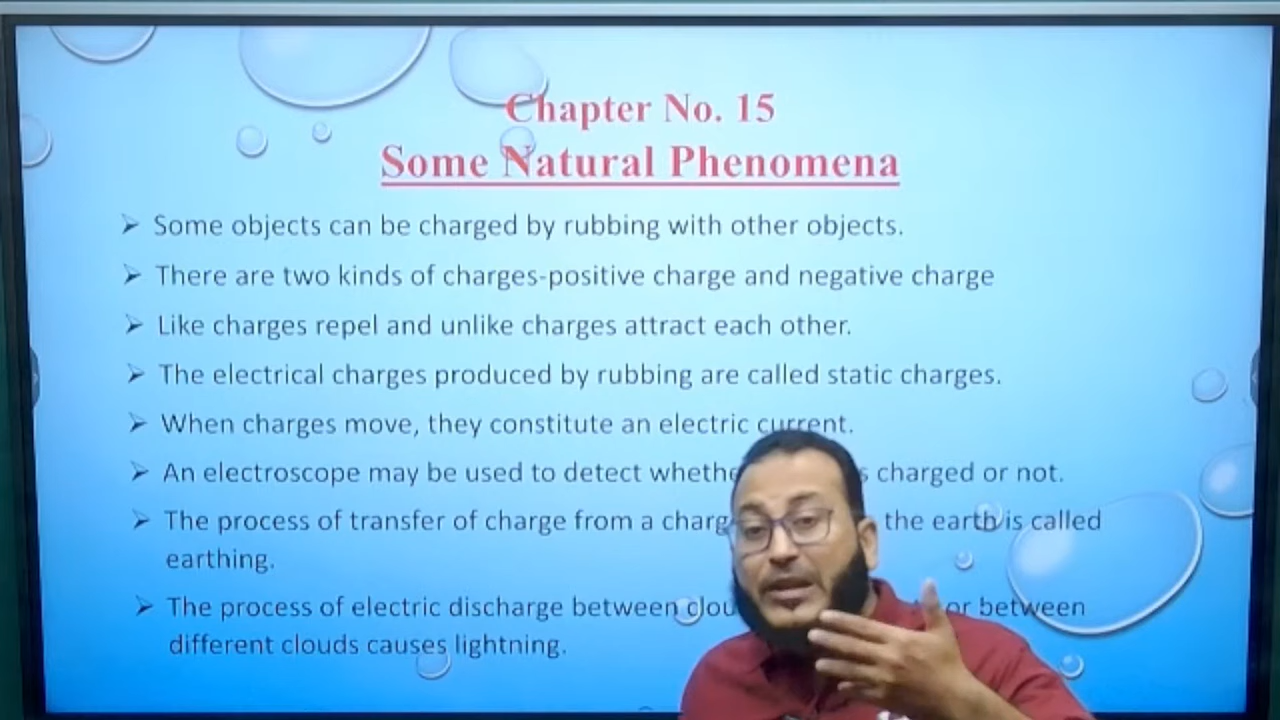 Chapter No. 15
Some Natural Phenomena
➢ Some objects can be charged by rubbing with other objects.
➢ There are two kinds of charges-positive charge and negative charge
➢ Like charges repel and unlike charges attract each other.
➢ The electrical charges produced by rubbing are called static charges.
➢ When charges move, they constitute an electric current.
➢ An electroscope may be used to detect charged or not.
➢ The process of transfer of charge from a the earth is called
earthing.
➢ The process of electric discharge between or between
different clouds causes lightning.